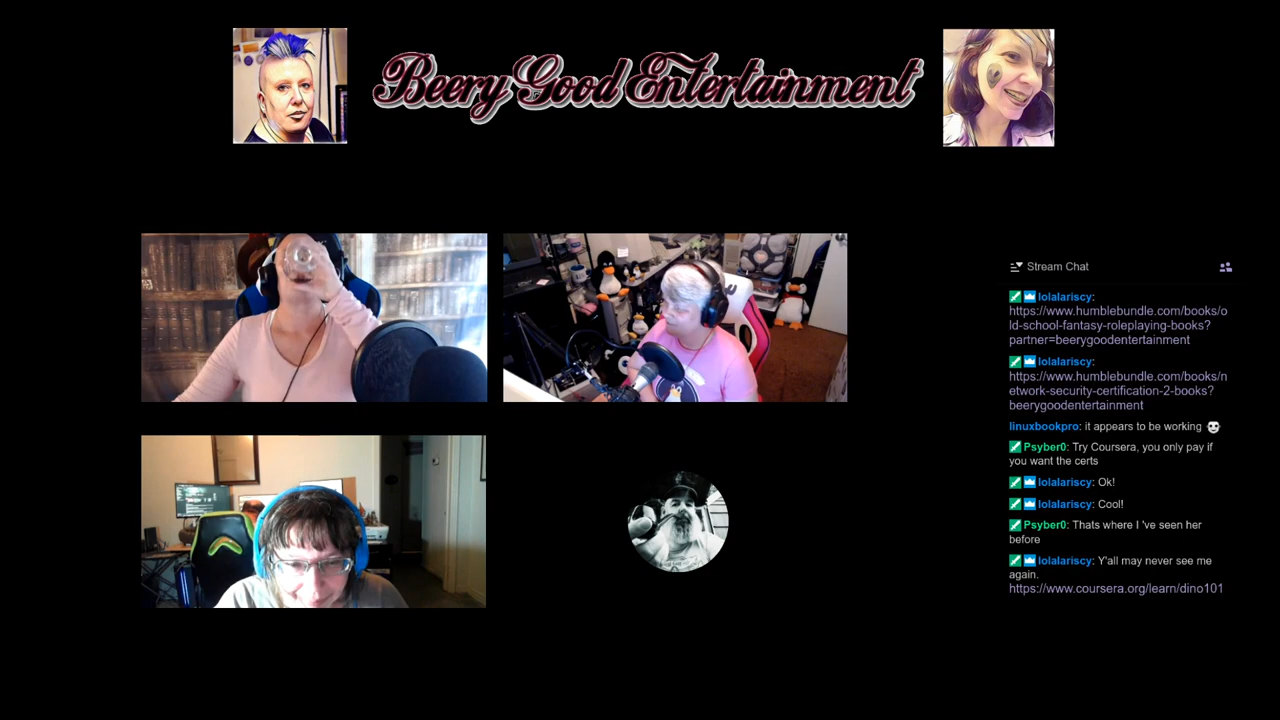 Beery Good Entertainment
Stream Chat
lolalariscy:
https://www.humblebundle.com/books/o
ld-school-fantasy-roleplaying-books?
partner=beerygoodentertainment
lolalariscy:
https://www.humblebundle.com/books/n
etwork-security-certification-2-books?
beerygoodentertainment
linuxbookpro: it appears to be working
Psyber0: Try Coursera, you only pay if
you want the certs
lolalariscy: Ok!
lolalariscy: Cool!
Psyber0: Thats where I 've seen her
before
lolalariscy: Y'all may never see me
again.
https://www.coursera.org/learn/dino101